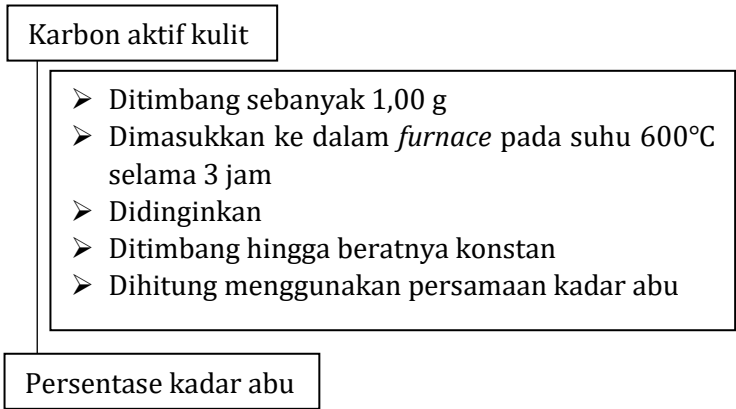 Karbon aktif kulit
➢ Ditimbang sebanyak 1,00 g
➢ Dimasukkan ke dalam furnace pada suhu 600℃
selama 3 jam
➢ Didinginkan
➢ Ditimbang hingga beratnya konstan
➢ Dihitung menggunakan persamaan kadar abu
Persentase kadar abu